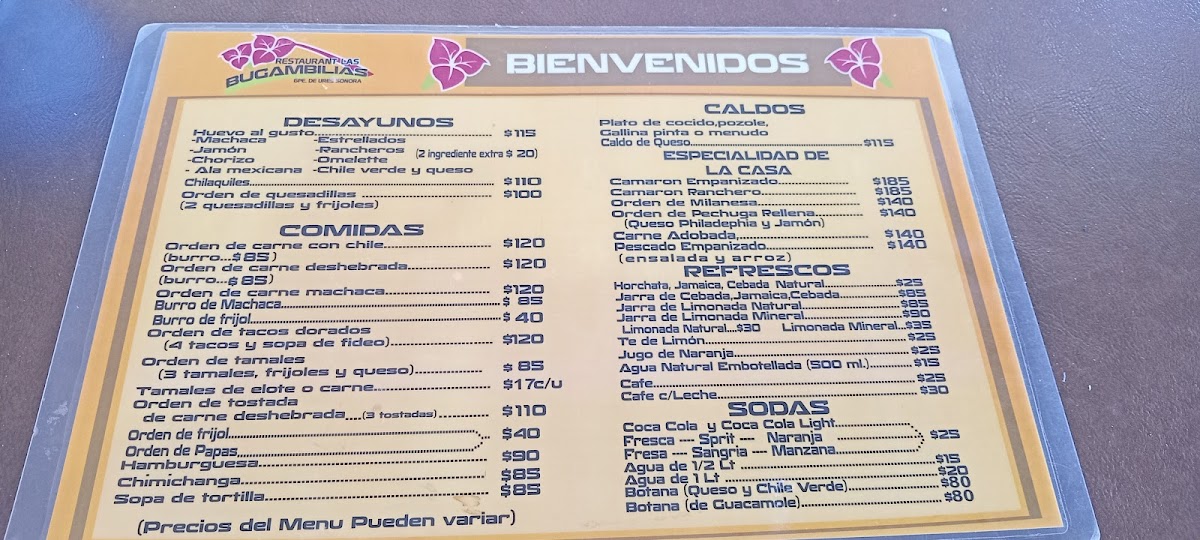 RESTAURANT LAS
BUGAMBILIAS
GPE. DE URES, SONORA
BIENVENIDOS
DESAYUNOS
Huevo al gusto.......... $115
-Machaca -Estrellados
-Jamón -Rancheros (2 ingrediente extra $ 20)
-Chorizo -Omelette
- Ala mexicana -Chile verde y queso
Chilaquiles.......... $110
Orden de quesadillas .......... $100
(2 quesadillas y frijoles)
COMIDAS
Orden de carne con chile.......... $120
(burro...$ 85)
Orden de carne deshebrada.......... $120
(burro...$ 85)
Orden de carne machaca.......... $120
Burro de Machaca.......... $ 85
Burro de frijol.......... $ 40
Orden de tacos dorados
(4 tacos y sopa de fideo).......... $120
Orden de tamales
(3 tamales, frijoles y queso).......... $ 85
Tamales de elote o carne.......... $17c/u
Orden de tostada
de carne deshebrada....(3 tostadas).......... $110
Orden de frijol..........
Orden de Papas.......... $40
Hamburguesa.......... $90
Chimichanga.......... $85
Sopa de tortilla.......... $85
(Precios del Menu Pueden variar)
CALDOS
Plato de cocido,pozole,
Gallina pinta o menudo
Caldo de Queso.......... $115
ESPECIALIDAD DE
LA CASA
Camaron Empanizado.......... $185
Camaron Ranchero.......... $185
Orden de Milanesa.......... $140
Orden de Pechuga Rellena.......... $140
(Queso Philadephia y Jamón)
Carne Adobada,.......... $140
Pescado Empanizado.......... $140
(ensalada y arroz)
REFRESCOS
Horchata, Jamaica, Cebada Natural.......... $25
Jarra de Cebada,Jamaica,Cebada.......... $85
Jarra de Limonada Natural.......... $85
Jarra de Limonada Mineral.......... $90
Limonada Natural...$30 Limonada Mineral...$35
Te de Limón.......... $25
Jugo de Naranja.......... $25
Agua Natural Embotellada (500 ml.).......... $15
Cafe.......... $25
Cafe c/Leche.......... $30
SODAS
Coca Cola y Coca Cola Light..........
Fresca ---- Sprit ---- Naranja .......... $25
Fresa ---- Sangria ---- Manzana..........
Agua de 1/2 Lt .......... $15
Agua de 1 Lt .......... $20
Botana (Queso y Chile Verde).......... $80
Botana (de Guacamole).......... $80